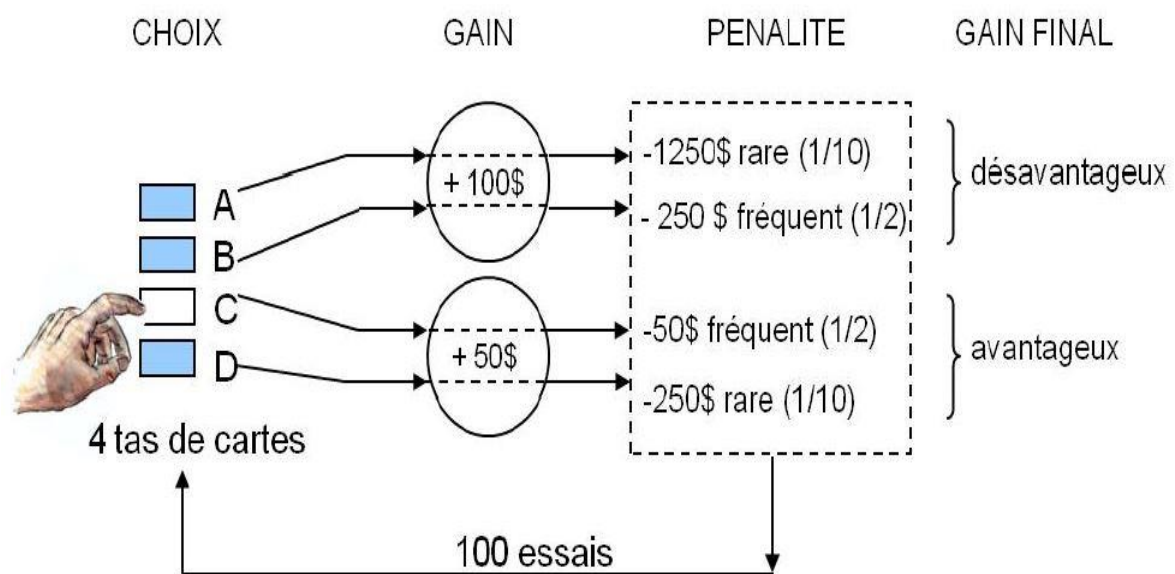 CHOIX GAIN PENALITE GAIN FINAL
-1250$ rare (1/10)
désavantageux
A
+ 100$
- 250 $ fréquent (1/2)
B
C
-50$ fréquent (1/2)
+ 50$
avantageux
D
-250$ rare (1/10)
4 tas de cartes
100 essais